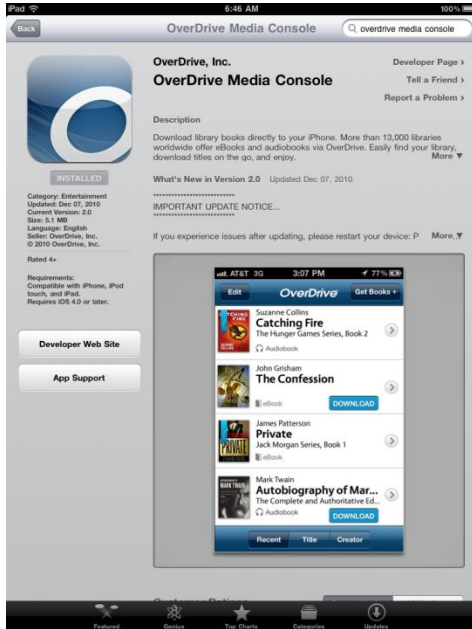 iPad 6:46 AM 100%
Back OverDrive Media Console overdrive media console
OverDrive, Inc.
OverDrive Media Console
Developer Page >
Tell a Friend >
Report a Problem >
Description
Download library books directly to your iPhone. More than 13,000 libraries
worldwide offer eBooks and audiobooks via OverDrive. Easily find your library,
download titles on the go, and enjoy. More ▼
What's New in Version 2.0 Updated Dec 07, 2010
**************************
IMPORTANT UPDATE NOTICE...
**************************
If you experience issues after updating, please restart your device: P More ▼
INSTALLED
Category: Entertainment
Updated: Dec 07, 2010
Current Version: 2.0
Size: 5.1 MB
Language: English
Seller: OverDrive, Inc.
© 2010 OverDrive, Inc.
Rated 4+
Requirements:
Compatible with iPhone, iPod
touch, and iPad.
Requires iOS 4.0 or later.
Developer Web Site
App Support
AT&T 3G 3:07 PM 77%
Edit OverDrive Get Books +
CATCHING
FIRE
Suzanne Collins
Catching Fire
The Hunger Games Series, Book 2
Audiobook
John Grisham
The Confession
eBook DOWNLOAD
PRIVATE
James Patterson
Private
Jack Morgan Series, Book 1
eBook
MARK TWAIN
Mark Twain
Autobiography of Mar...
The Complete and Authoritative Ed...
Audiobook DOWNLOAD
Recent Title Creator
Customer Ratings
Featured Genius Top Charts Categories Updates